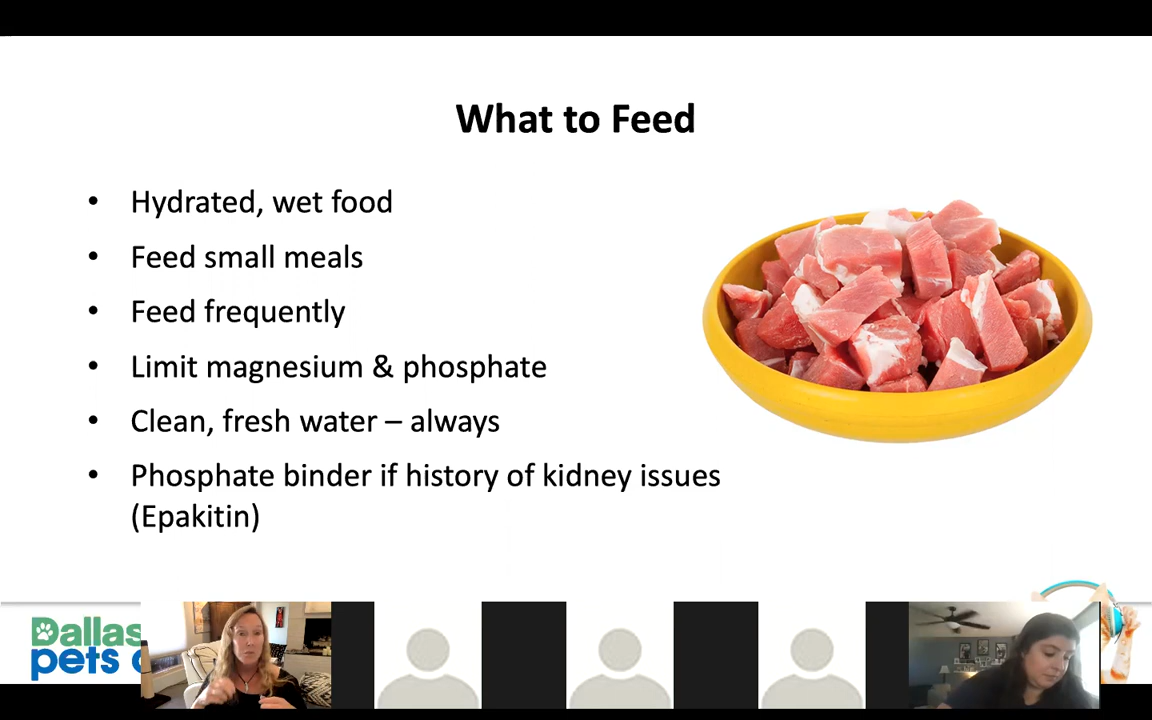 What to Feed
• Hydrated, wet food
• Feed small meals
• Feed frequently
• Limit magnesium & phosphate
• Clean, fresh water – always
• Phosphate binder if history of kidney issues
(Epakitin)
Dallas
pets